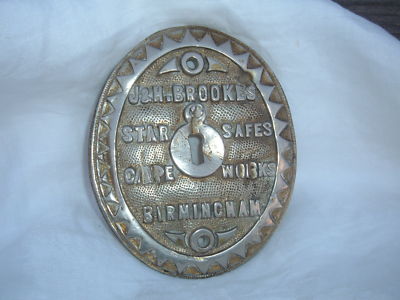 J&H. BROOKES
STAR SAFES
CAPE WORKS
BIRMINGHAM